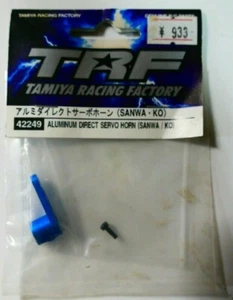 TAMIYA RACING FACTORY
¥ 933
TRF
TAMIYA RACING FACTORY
アルミダイレクトサーボホーン (SANWA・KO)
42249 ALUMINUM DIRECT SERVO HORN (SANWA / KO)